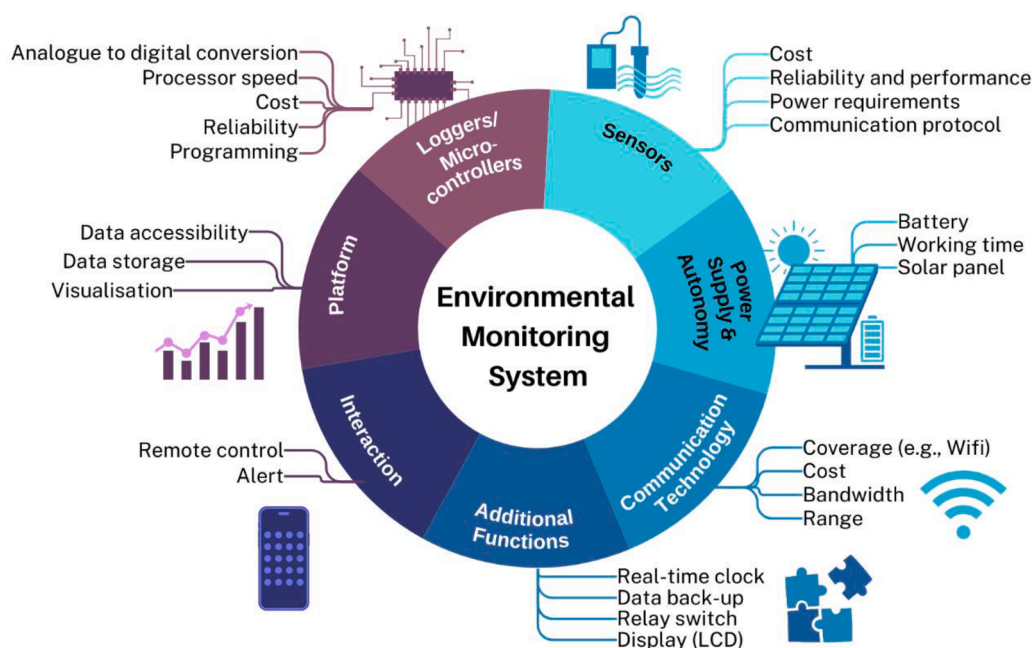 Analogue to digital conversion
Processor speed
Cost
Reliability
Programming
Loggers/
Micro-
controllers
Sensors
Cost
Reliability and performance
Power requirements
Communication protocol
Data accessibility
Data storage
Visualisation
Platform
Environmental
Monitoring
System
Power
Supply &
Autonomy
Battery
Working time
Solar panel
Remote control
Alert
Interaction
Additional
Functions
Communication
Technology
Coverage (e.g., Wifi)
Cost
Bandwidth
Range
Real-time clock
Data back-up
Relay switch
Display (LCD)